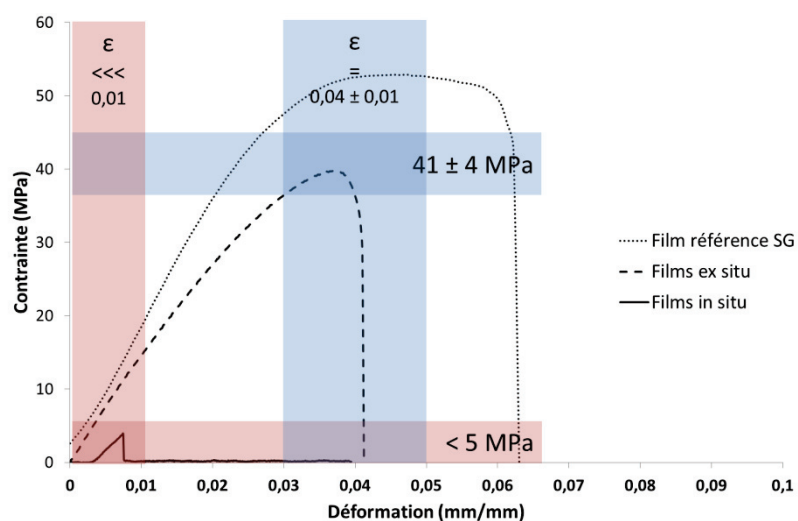 60
50
40
30
20
10
0
Contrainte (MPa)
ε
<<<
0,01
ε
=
0,04 ± 0,01
41 ± 4 MPa
< 5 MPa
Film référence SG
Films ex situ
Films in situ
0 0,01 0,02 0,03 0,04 0,05 0,06 0,07 0,08 0,09 0,1
Déformation (mm/mm)